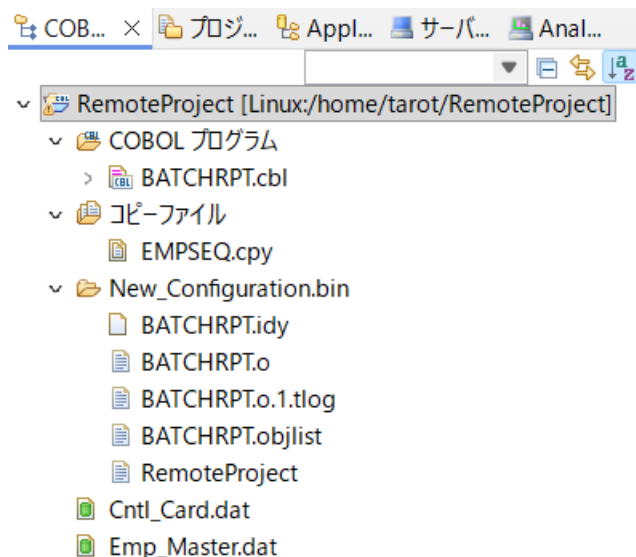 COB... プロジ... Appl... サーバ... Anal...
RemoteProject [Linux:/home/tarot/RemoteProject]
COBOL プログラム
BATCHRPT.cbl
コピーファイル
EMPSEQ.cpy
New_Configuration.bin
BATCHRPT.idy
BATCHRPT.o
BATCHRPT.o.1.tlog
BATCHRPT.objlist
RemoteProject
Cntl_Card.dat
Emp_Master.dat